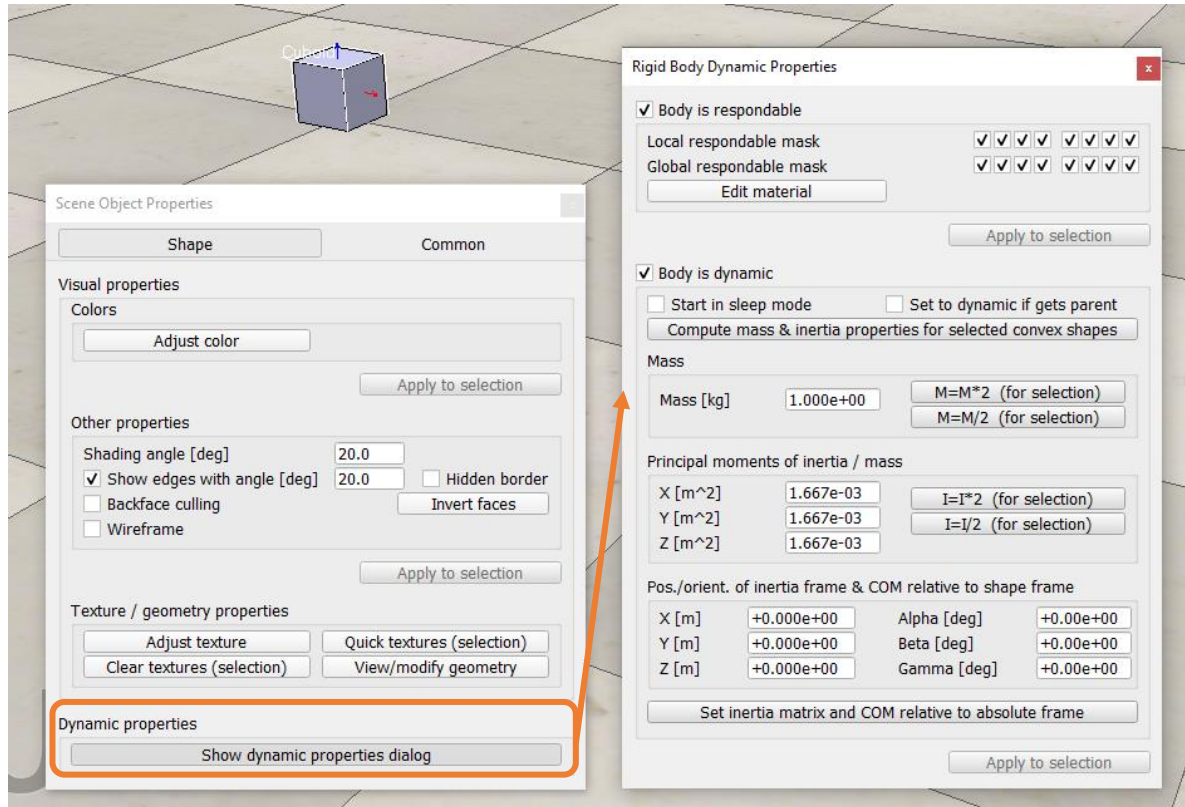 Cuboid
Scene Object Properties
Shape Common
Visual properties
Colors
Adjust color
Apply to selection
Other properties
Shading angle [deg] 20.0
Show edges with angle [deg] 20.0 Hidden border
Backface culling Invert faces
Wireframe
Apply to selection
Texture / geometry properties
Adjust texture Quick textures (selection)
Clear textures (selection) View/modify geometry
Dynamic properties
Show dynamic properties dialog
Rigid Body Dynamic Properties x
Body is respondable
Local respondable mask
Global respondable mask
Edit material
Apply to selection
Body is dynamic
Start in sleep mode Set to dynamic if gets parent
Compute mass & inertia properties for selected convex shapes
Mass
Mass [kg] 1.000e+00 M=M*2 (for selection)
M=M/2 (for selection)
Principal moments of inertia / mass
X [m^2] 1.667e-03 I=I*2 (for selection)
Y [m^2] 1.667e-03 I=I/2 (for selection)
Z [m^2] 1.667e-03
Pos./orient. of inertia frame & COM relative to shape frame
X [m] +0.000e+00 Alpha [deg] +0.00e+00
Y [m] +0.000e+00 Beta [deg] +0.00e+00
Z [m] +0.000e+00 Gamma [deg] +0.00e+00
Set inertia matrix and COM relative to absolute frame
Apply to selection